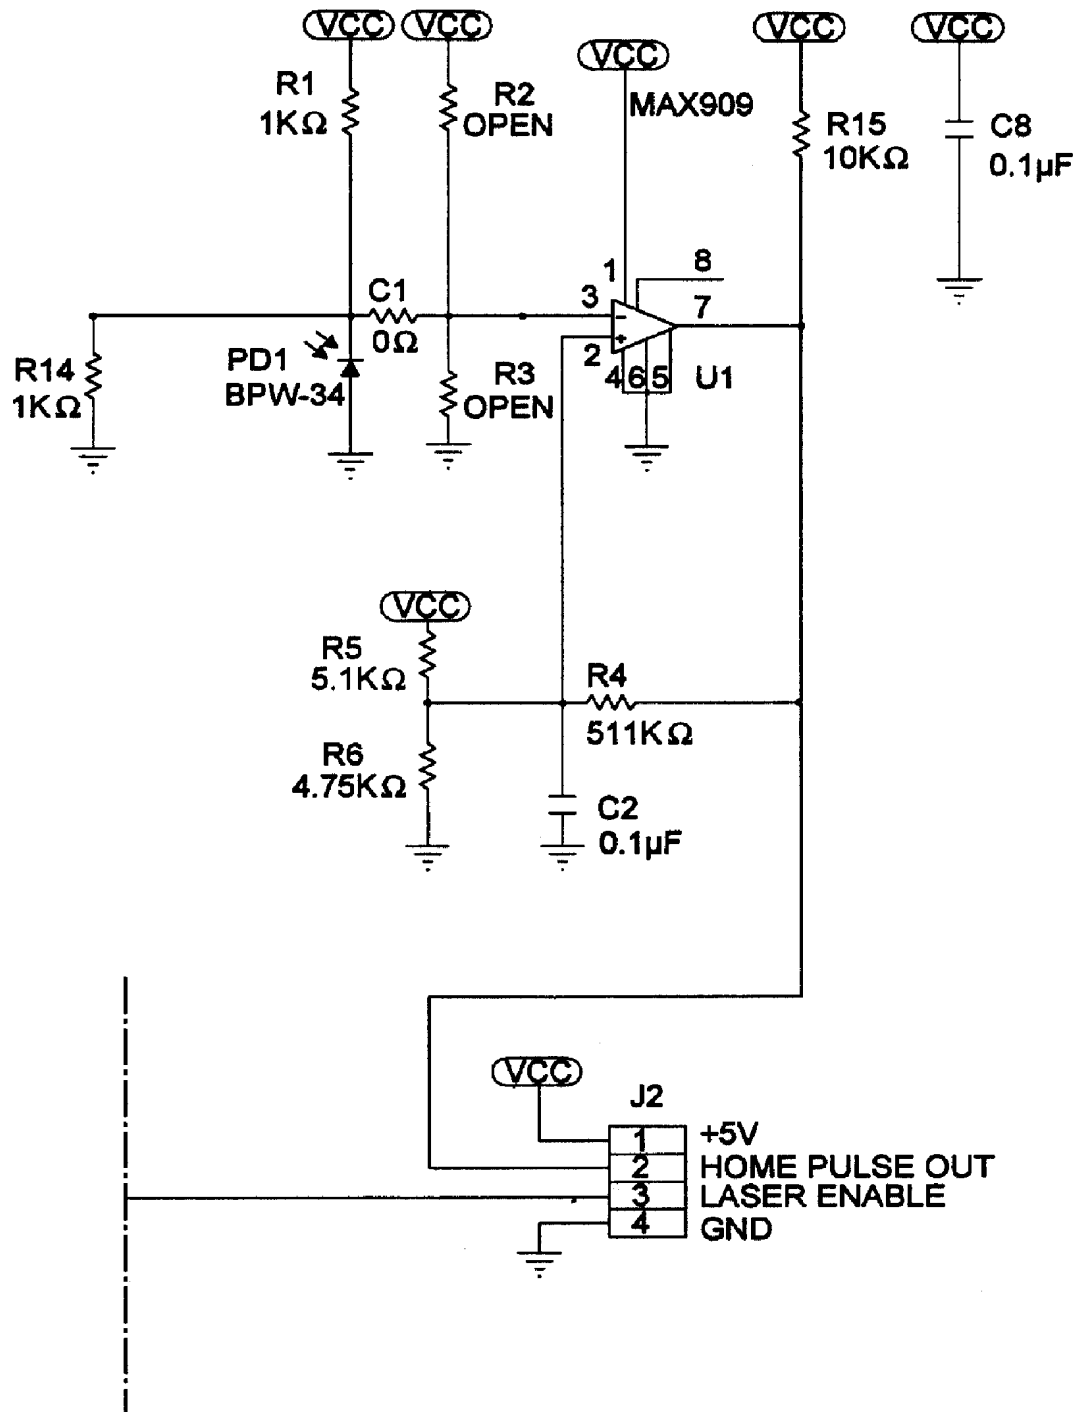 VCC
VCC
VCC
VCC
VCC
R1
1KΩ
R2
OPEN
MAX909
R15
10KΩ
C8
0.1µF
1
8
3
7
2
4
6
5
U1
C1
0Ω
R14
1KΩ
PD1
BPW-34
R3
OPEN
VCC
R5
5.1KΩ
R4
511KΩ
R6
4.75KΩ
C2
0.1µF
VCC
J2
1 +5V
2 HOME PULSE OUT
3 LASER ENABLE
4 GND